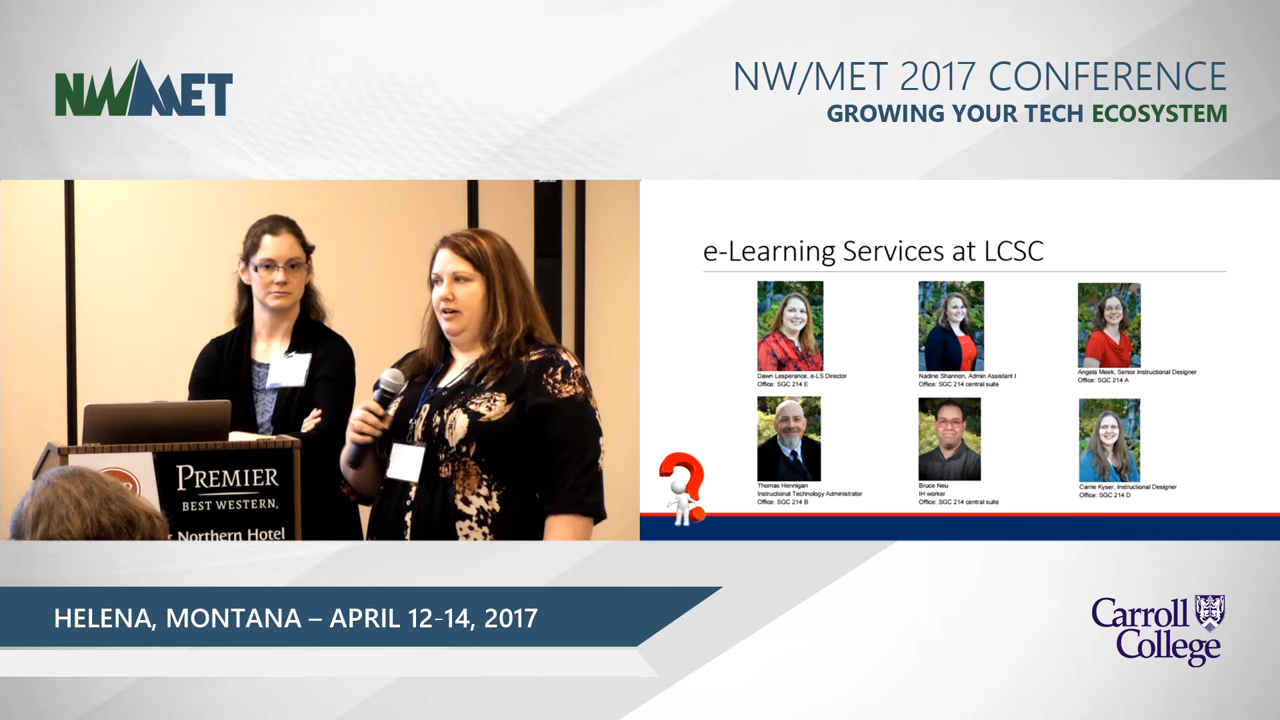 NW/MET
NW/MET 2017 CONFERENCE
GROWING YOUR TECH ECOSYSTEM
PREMIER
BEST WESTERN.
Northern Hotel
e-Learning Services at LCSC
Dawn Lesperance, e-LS Director
Office: SGC 214 E
Nadine Shannon, Admin Assistant I
Office: SGC 214 central suite
Angela Meek, Senior Instructional Designer
Office: SGC 214 A
Thomas Hennigan
Instructional Technology Administrator
Office: SGC 214 B
Bruce Neu
IH worker
Office: SGC 214 central suite
Carrie Kyser, Instructional Designer
Office: SGC 214 D
?
HELENA, MONTANA – APRIL 12-14, 2017
Carroll
College